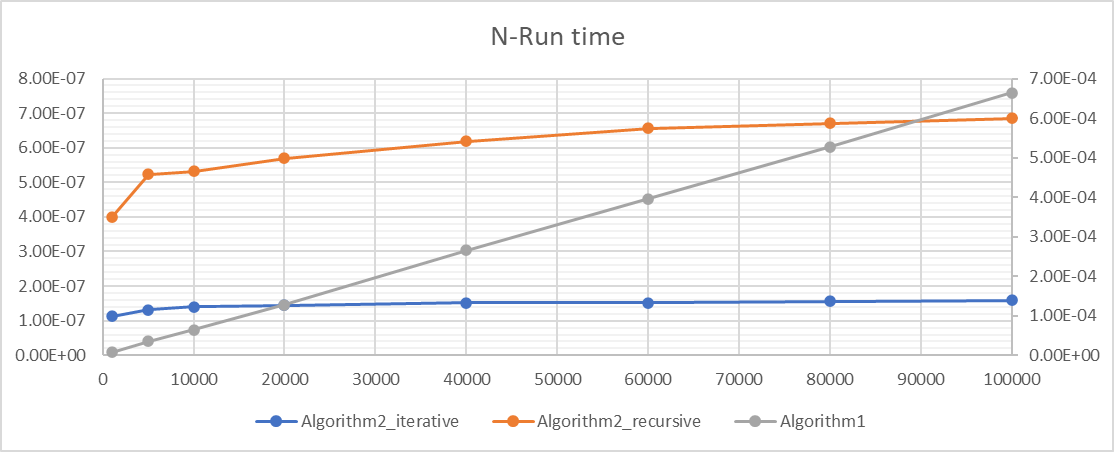 N-Run time
8.00E-07 7.00E-04
7.00E-07 6.00E-04
6.00E-07 5.00E-04
5.00E-07 4.00E-04
4.00E-07 3.00E-04
3.00E-07 2.00E-04
2.00E-07 1.00E-04
1.00E-07 0.00E+00
0.00E+00
0 10000 20000 30000 40000 50000 60000 70000 80000 90000 100000
Algorithm2_iterative Algorithm2_recursive Algorithm1